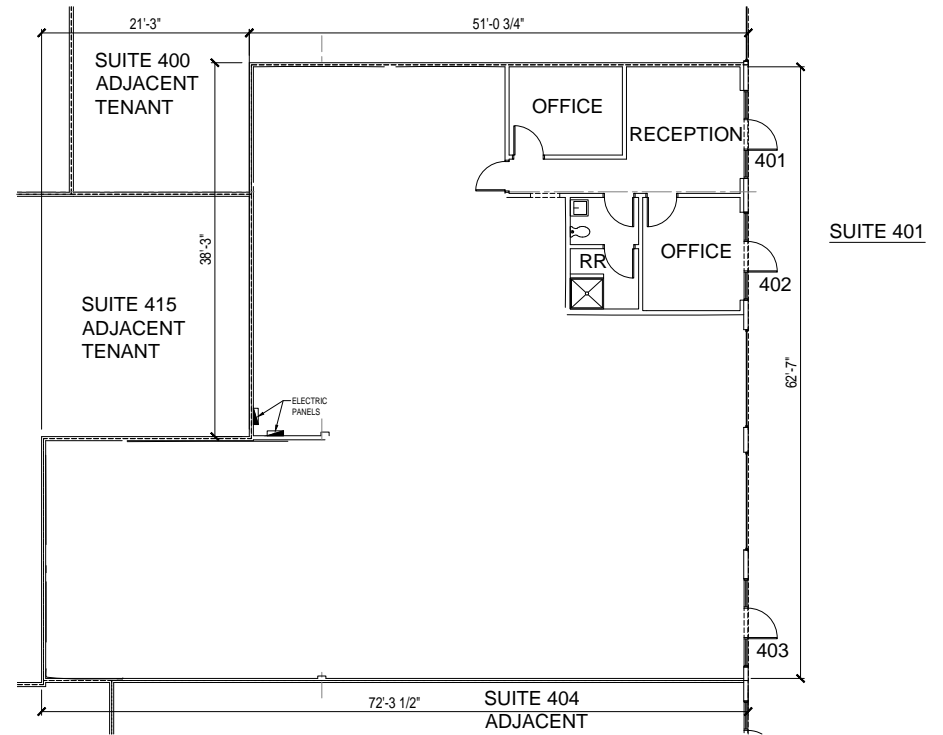 21'-3"
51'-0 3/4"
SUITE 400
ADJACENT
TENANT
OFFICE
RECEPTION
401
38'-3"
SUITE 401
OFFICE
RR
402
SUITE 415
ADJACENT
TENANT
62'-7"
ELECTRIC
PANELS
403
72'-3 1/2"
SUITE 404
ADJACENT